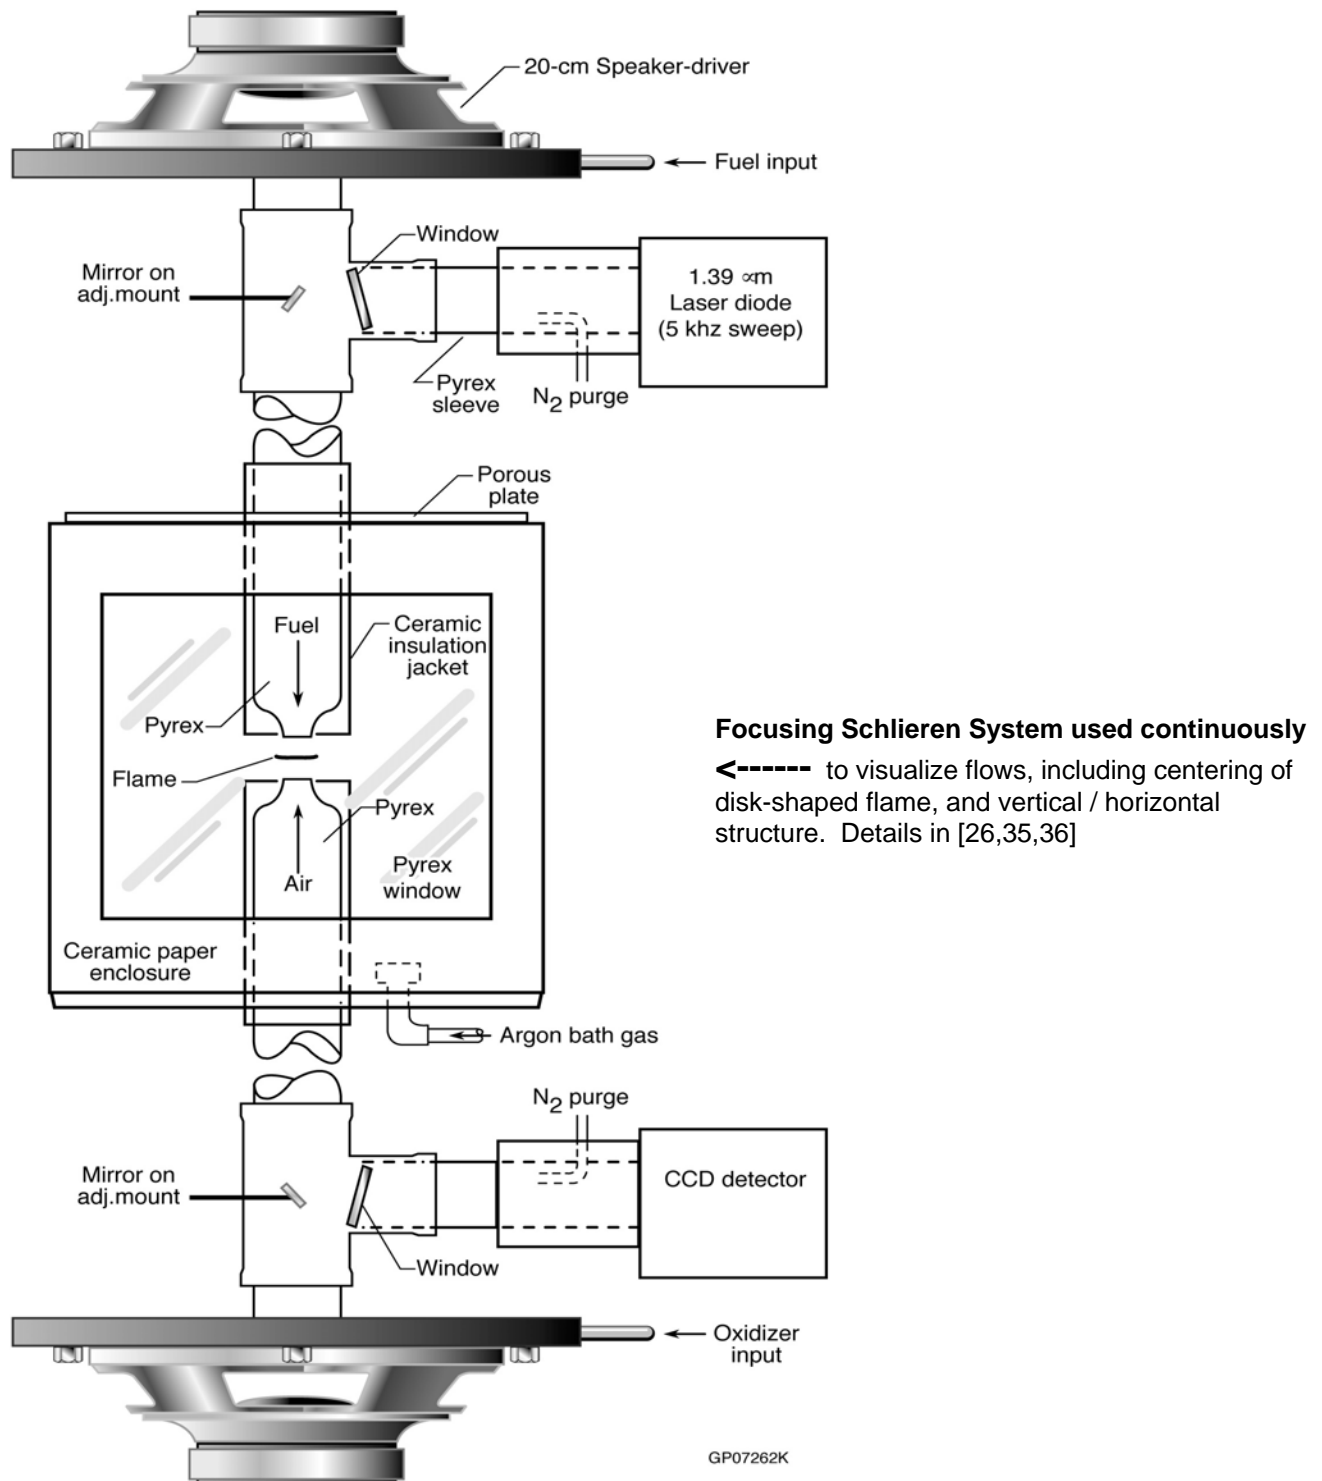 20-cm Speaker-driver
Fuel input
Window
Mirror on
adj.mount
1.39 ∝m
Laser diode
(5 khz sweep)
Pyrex
sleeve
N2 purge
Porous
plate
Fuel
Ceramic
insulation
jacket
Pyrex
Flame
Pyrex
Air
Pyrex
window
Focusing Schlieren System used continuously
<------ to visualize flows, including centering of
disk-shaped flame, and vertical / horizontal
structure. Details in [26,35,36]
Ceramic paper
enclosure
Argon bath gas
N2 purge
Mirror on
adj.mount
CCD detector
Window
Oxidizer
input
GP07262K